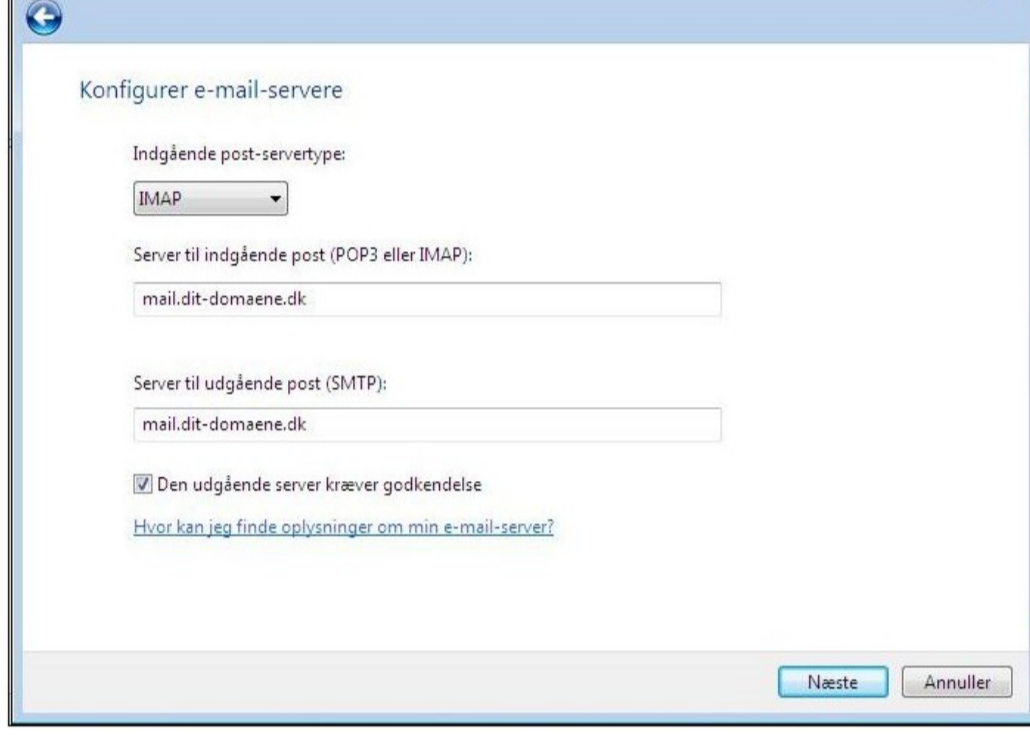 Konfigurer e-mail-servere
Indgående post-servertype:
IMAP
Server til indgående post (POP3 eller IMAP):
mail.dit-domaene.dk
Server til udgående post (SMTP):
mail.dit-domaene.dk
Den udgående server kræver godkendelse
Hvor kan jeg finde oplysninger om min e-mail-server?
Næste Annuller